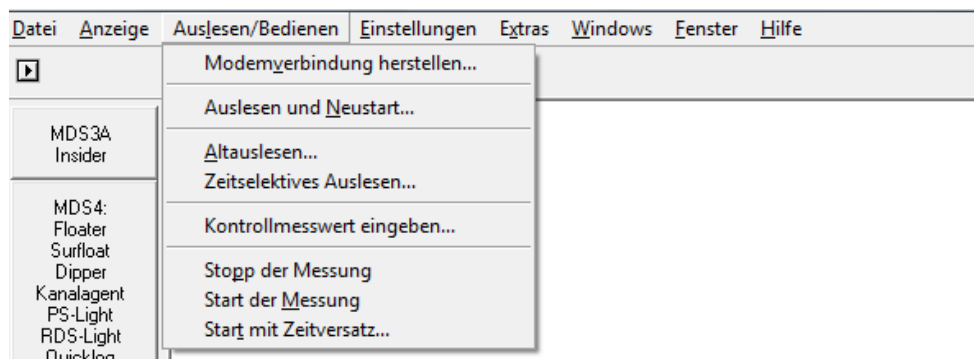 Datei Anzeige Auslesen/Bedienen Einstellungen Extras Windows Fenster Hilfe
Modemverbindung herstellen...
Auslesen und Neustart...
Altauslesen...
Zeitselektives Auslesen...
Kontrollmesswert eingeben...
Stopp der Messung
Start der Messung
Start mit Zeitversatz...
MDS3A
Insider
MDS4:
Floater
Surfloat
Dipper
Kanalagent
PS-Light
RDS-Light
Quicklog